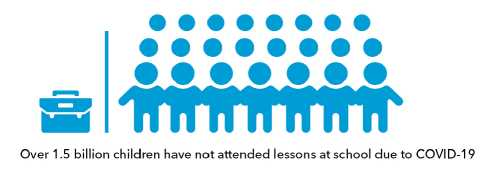 Over 1.5 billion children have not attended lessons at school due to COVID-19